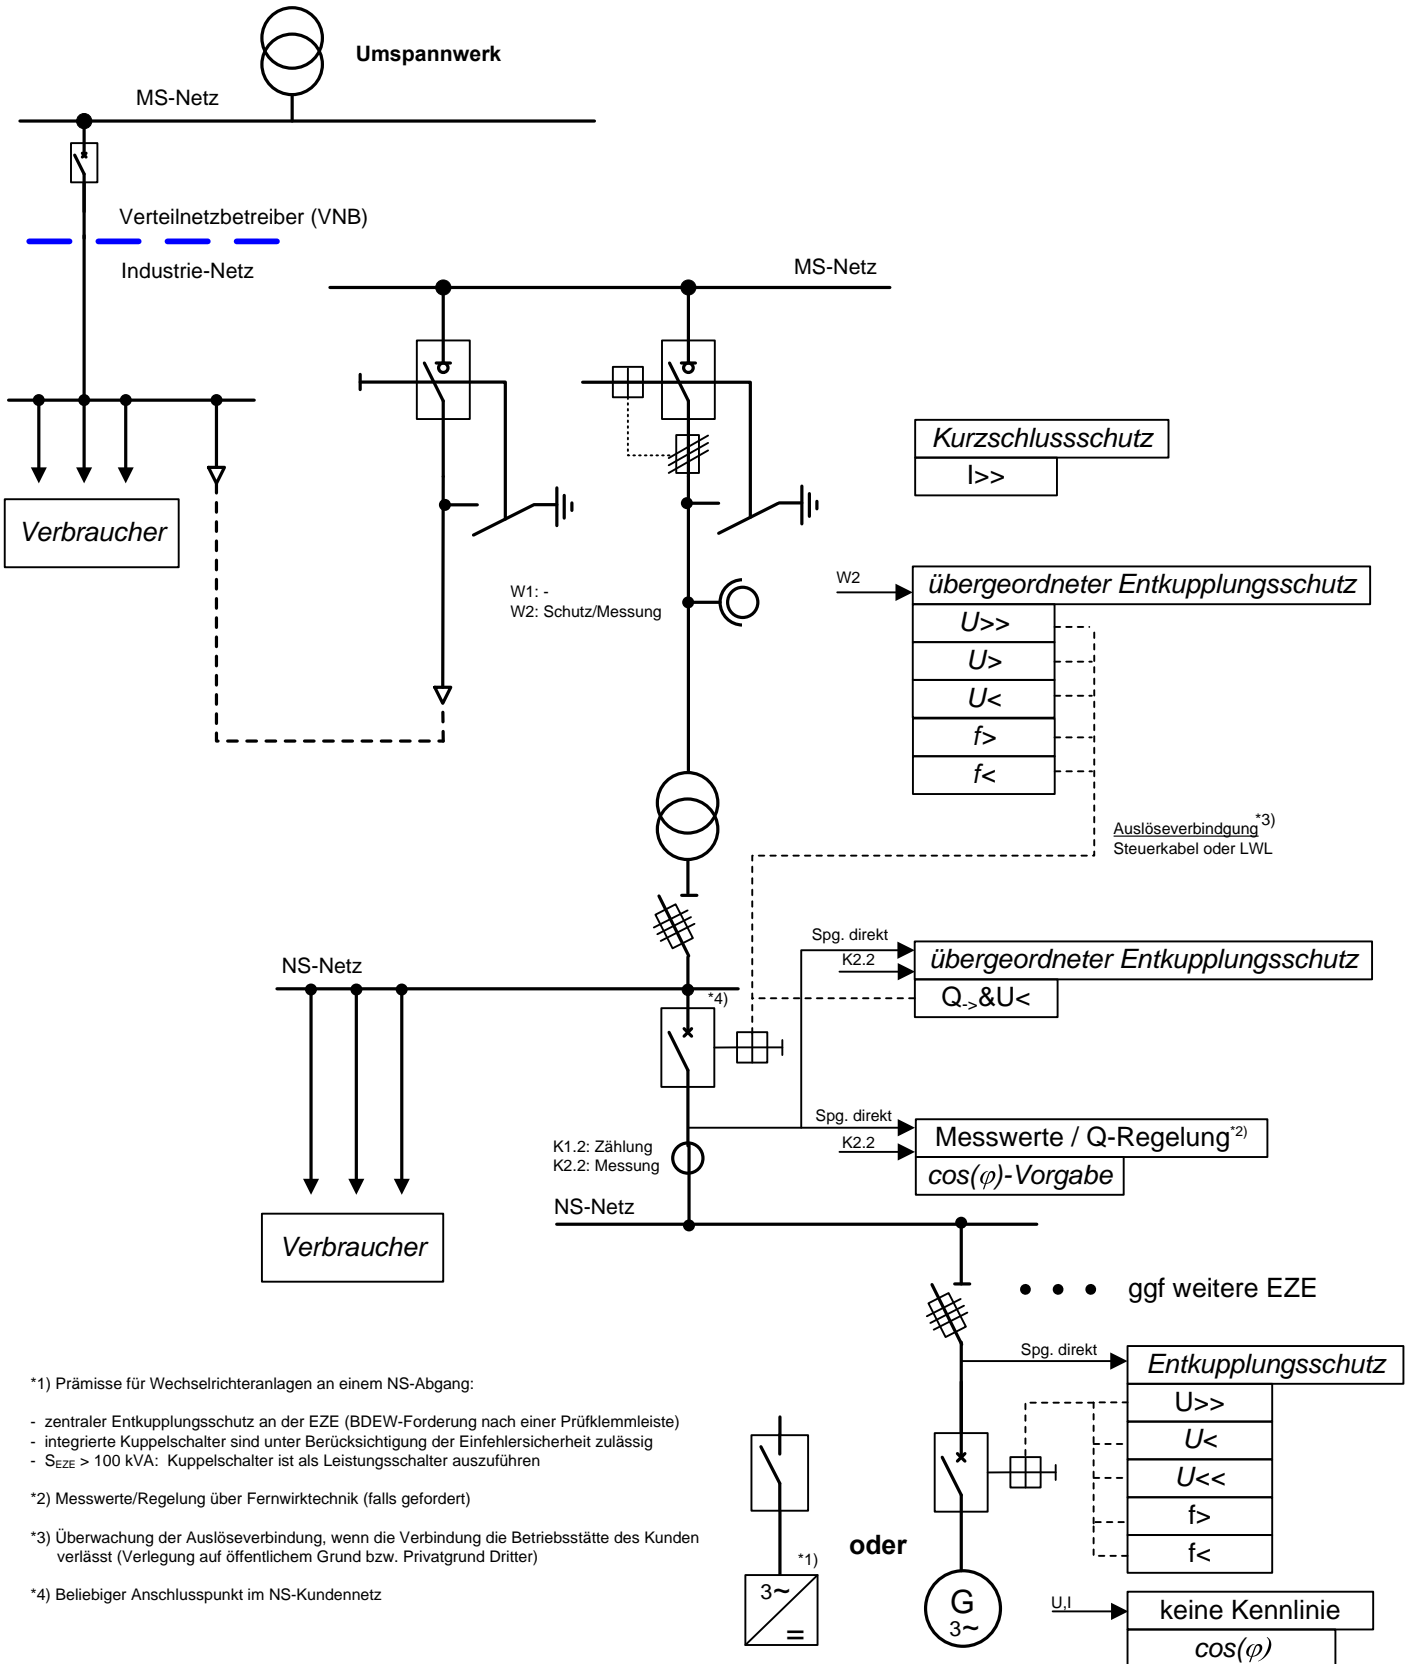 Umspannwerk
MS-Netz
Verteilnetzbetreiber (VNB)
Industrie-Netz
MS-Netz
Verbraucher
Kurzschlussschutz
I>>
W1: -
W2: Schutz/Messung
W2
übergeordneter Entkupplungsschutz
U>>
U>
U<
f>
f<
Auslöseverbindgung*3)
Steuerkabel oder LWL
Spg. direkt
K2.2
übergeordneter Entkupplungsschutz
Q->&U<
NS-Netz
*4)
Spg. direkt
K2.2
Messwerte / Q-Regelung*2)
cos(φ)-Vorgabe
K1.2: Zählung
K2.2: Messung
NS-Netz
Verbraucher
ggf weitere EZE
Spg. direkt
Entkupplungsschutz
U>>
U<
U<<
f>
f<
*1) Prämisse für Wechselrichteranlagen an einem NS-Abgang:
- zentraler Entkupplungsschutz an der EZE (BDEW-Forderung nach einer Prüfklemmleiste)
- integrierte Kuppelschalter sind unter Berücksichtigung der Einfehlersicherheit zulässig
- SEZE > 100 kVA: Kuppelschalter ist als Leistungsschalter auszuführen
*2) Messwerte/Regelung über Fernwirktechnik (falls gefordert)
*3) Überwachung der Auslöseverbindung, wenn die Verbindung die Betriebsstätte des Kunden
verlässt (Verlegung auf öffentlichem Grund bzw. Privatgrund Dritter)
*4) Beliebiger Anschlusspunkt im NS-Kundennetz
oder
*1)
3~
=
G
3~
U,I
keine Kennlinie
cos(φ)